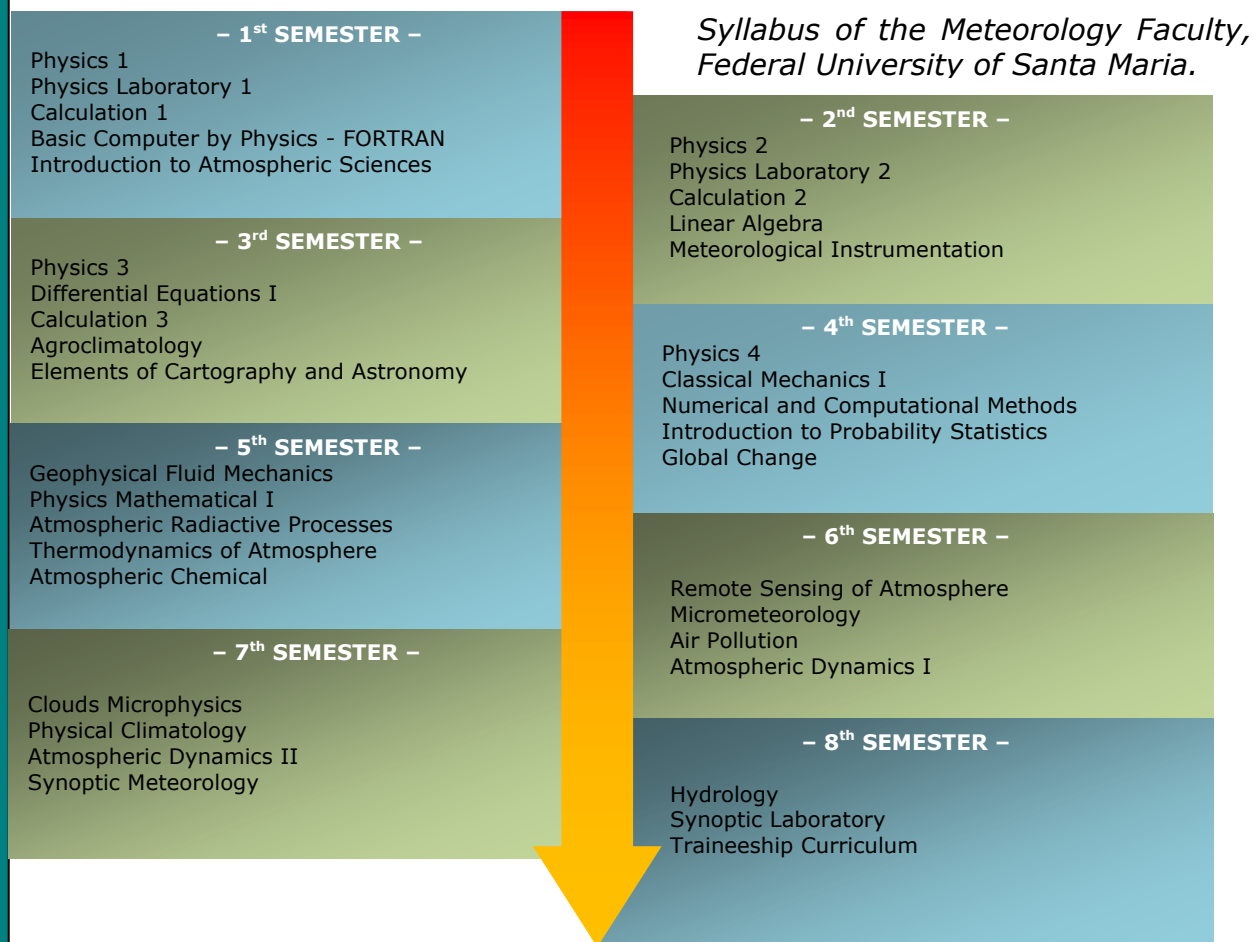 Syllabus of the Meteorology Faculty,
Federal University of Santa Maria.
– 1st SEMESTER –
Physics 1
Physics Laboratory 1
Calculation 1
Basic Computer by Physics - FORTRAN
Introduction to Atmospheric Sciences
– 2nd SEMESTER –
Physics 2
Physics Laboratory 2
Calculation 2
Linear Algebra
Meteorological Instrumentation
– 3rd SEMESTER –
Physics 3
Differential Equations I
Calculation 3
Agroclimatology
Elements of Cartography and Astronomy
– 4th SEMESTER –
Physics 4
Classical Mechanics I
Numerical and Computational Methods
Introduction to Probability Statistics
Global Change
– 5th SEMESTER –
Geophysical Fluid Mechanics
Physics Mathematical I
Atmospheric Radiactive Processes
Thermodynamics of Atmosphere
Atmospheric Chemical
– 6th SEMESTER –
Remote Sensing of Atmosphere
Micrometeorology
Air Pollution
Atmospheric Dynamics I
– 7th SEMESTER –
Clouds Microphysics
Physical Climatology
Atmospheric Dynamics II
Synoptic Meteorology
– 8th SEMESTER –
Hydrology
Synoptic Laboratory
Traineeship Curriculum